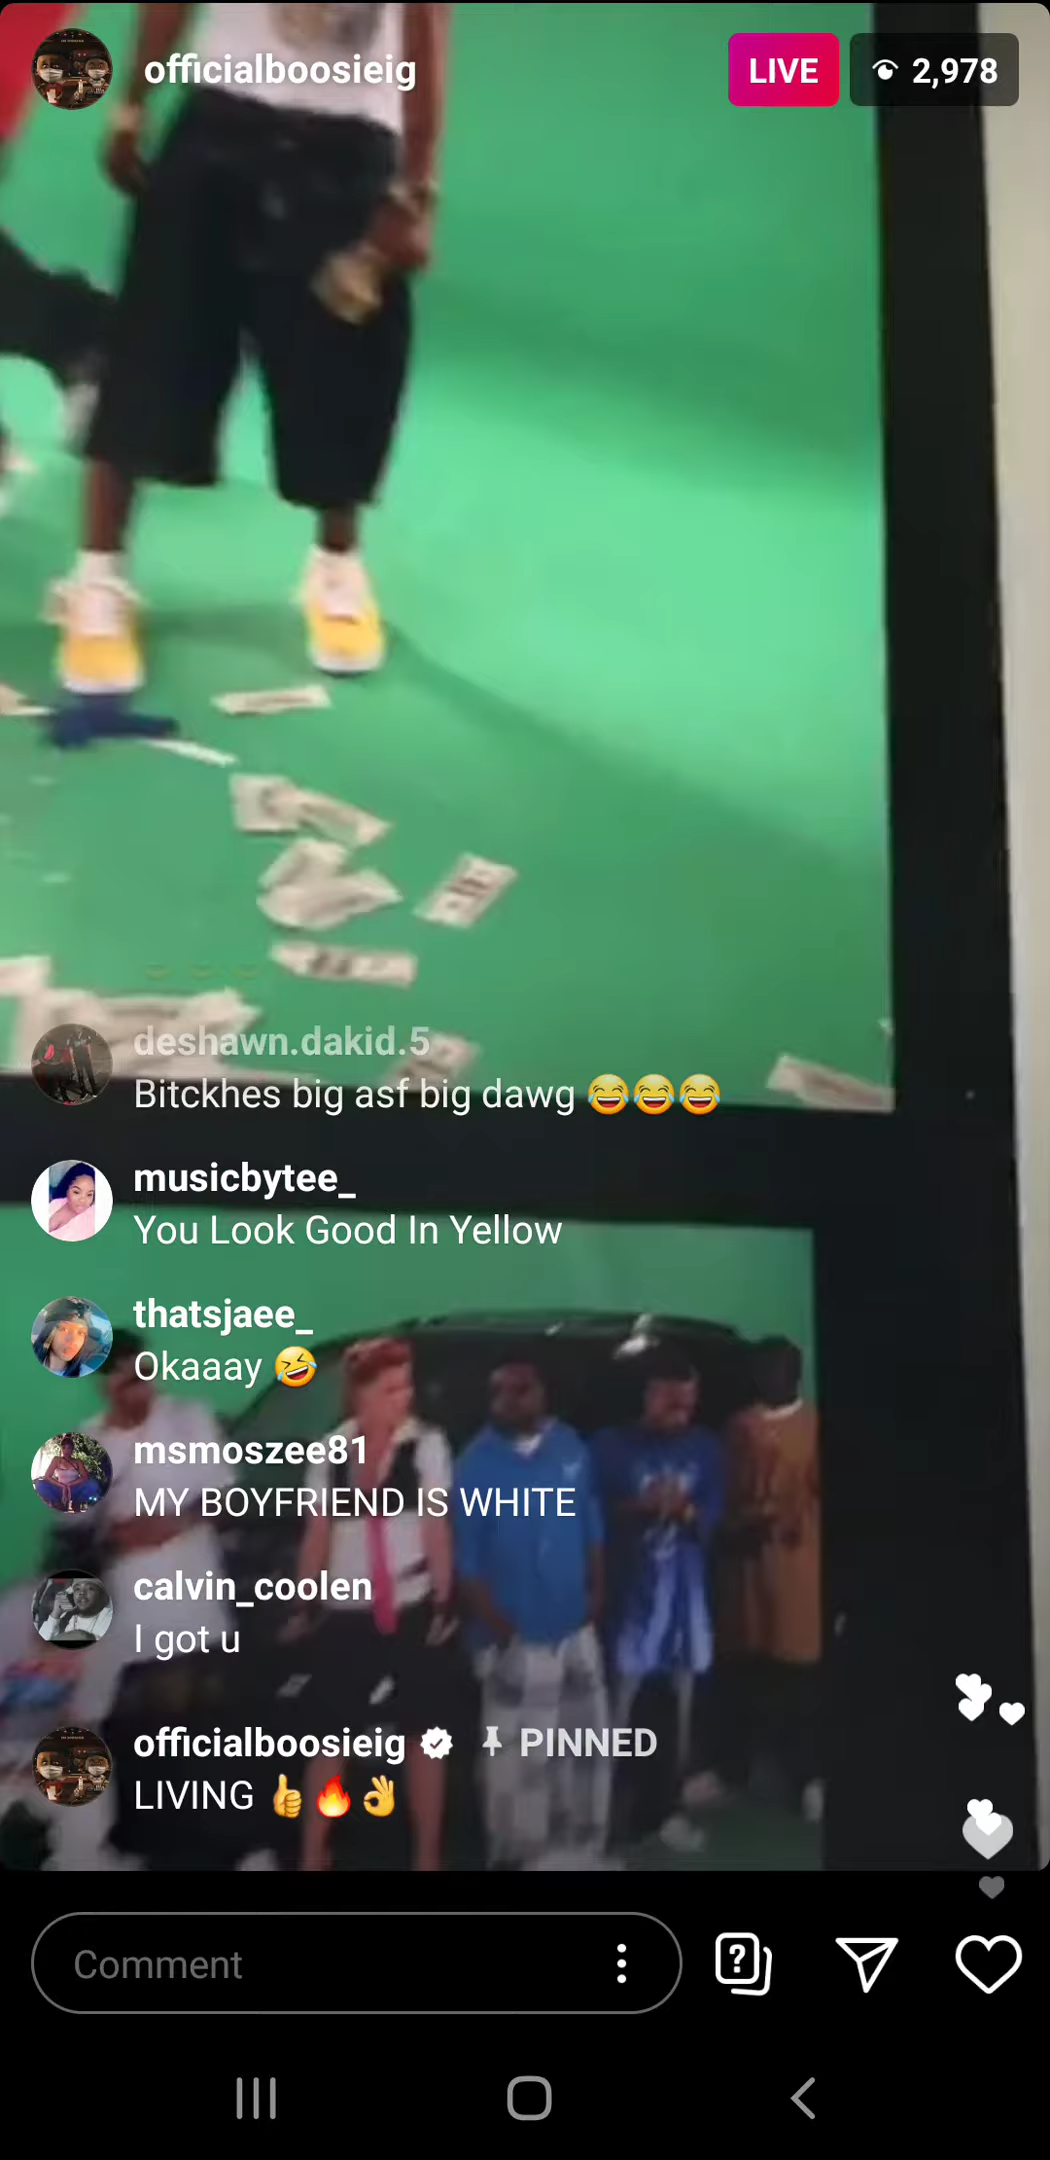 officialboosieig
LIVE
2,978
deshawn.dakid.5
Bitckhes big asf big dawg 😂😂😂
musicbytee_
You Look Good In Yellow
thatsjaee_
Okaaay 🤣
msmoszee81
MY BOYFRIEND IS WHITE
calvin_coolen
I got u
officialboosieig PINNED
LIVING 👍🔥👌
Comment
?